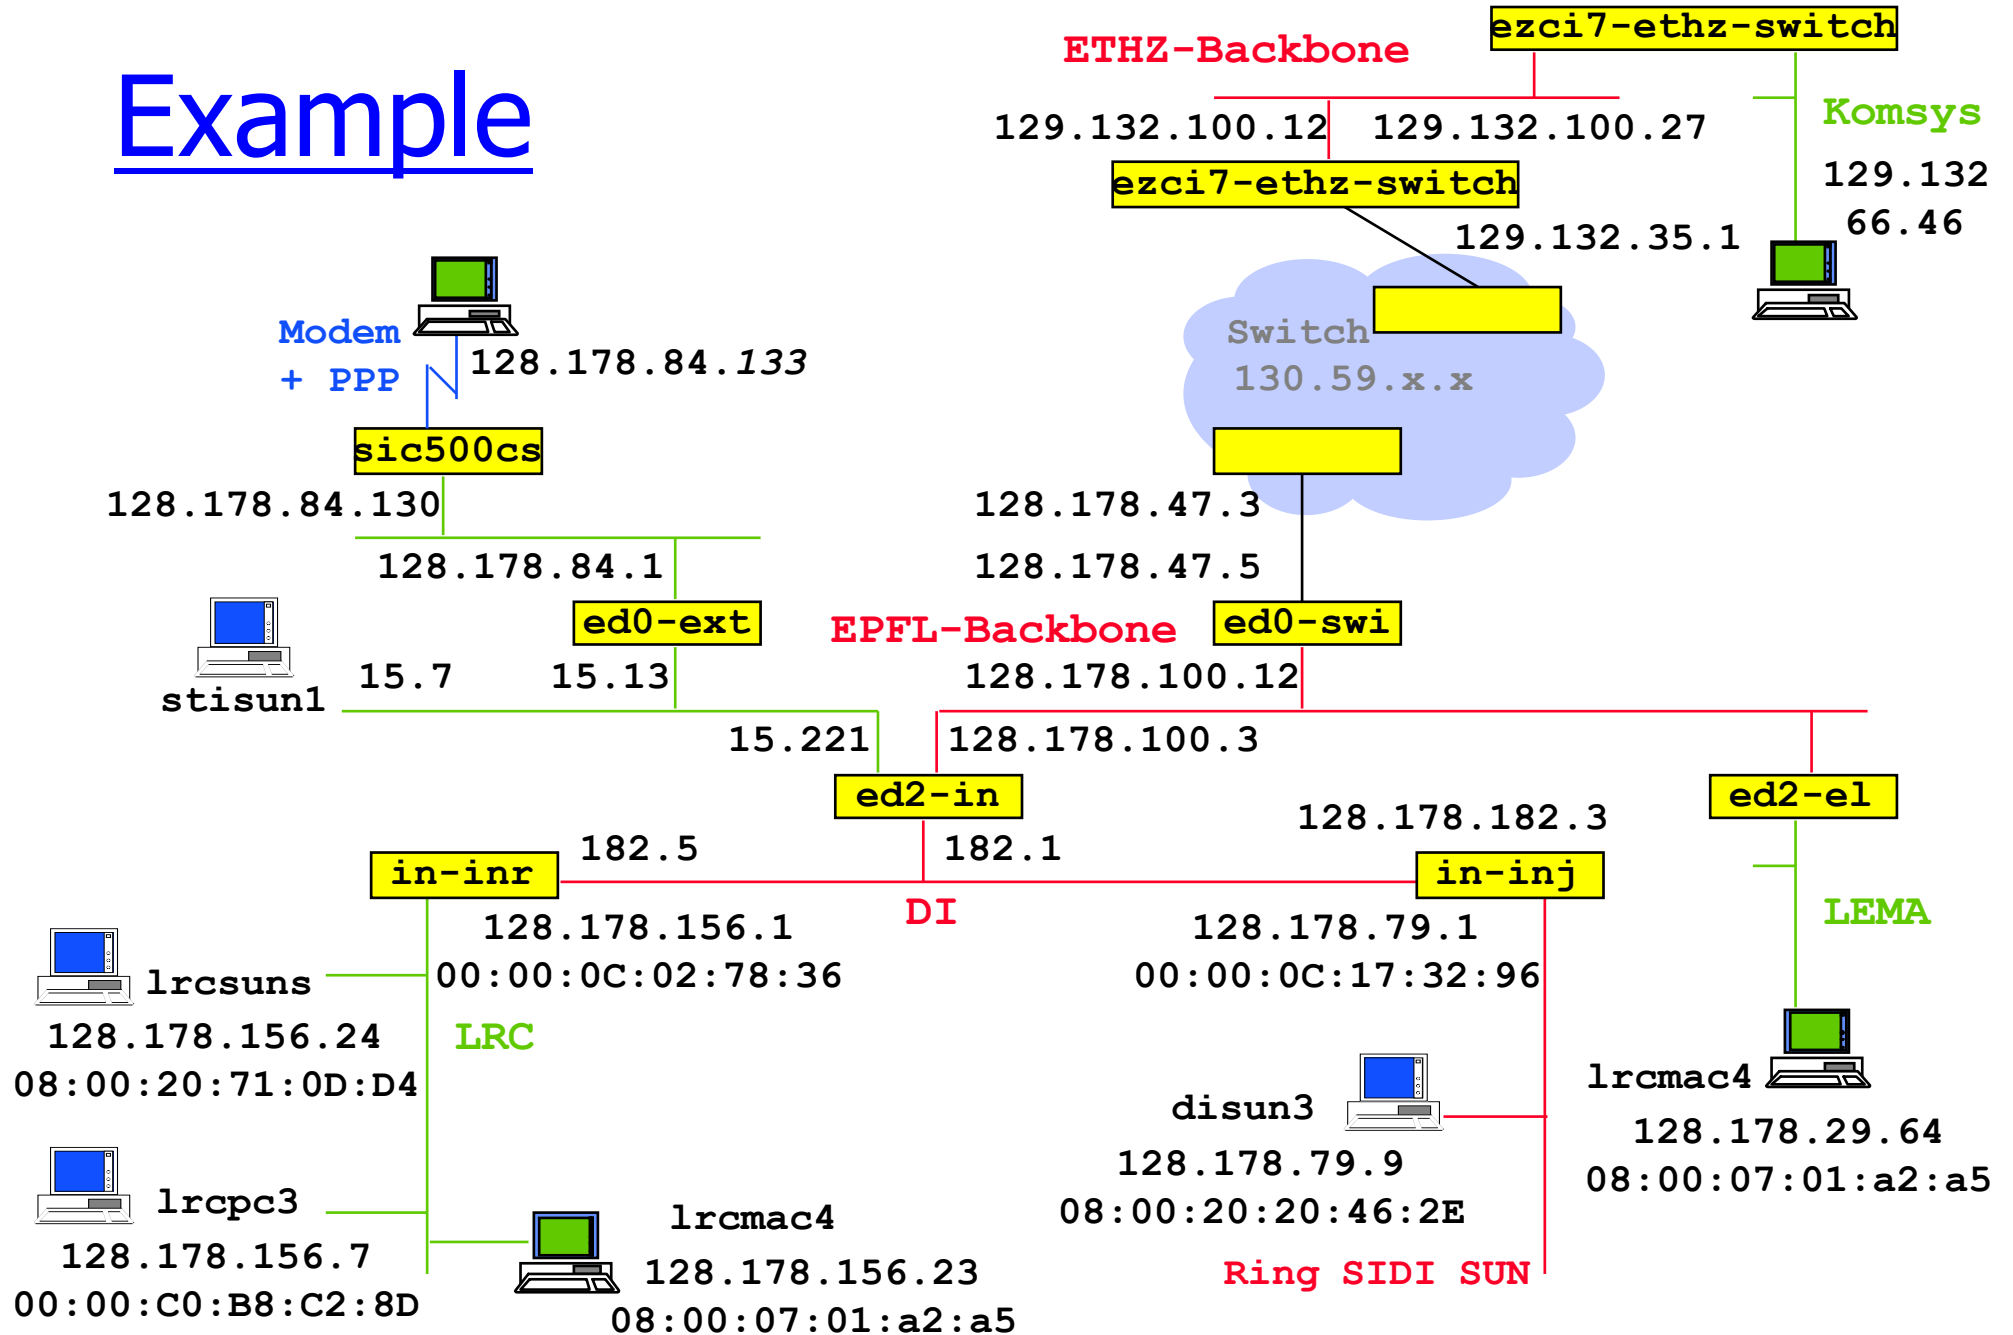 Example
ezci7-ethz-switch
ETHZ-Backbone
129.132.100.12
129.132.100.27
Komsys
129.132
66.46
ezci7-ethz-switch
129.132.35.1
Modem
+ PPP
128.178.84.133
Switch
130.59.x.x
sic500cs
128.178.84.130
128.178.47.3
128.178.84.1
128.178.47.5
ed0-ext
EPFL-Backbone
ed0-swi
stisun1
15.7
15.13
128.178.100.12
15.221
128.178.100.3
ed2-in
ed2-el
128.178.182.3
182.5
182.1
in-inr
in-inj
DI
LEMA
128.178.156.1
00:00:0C:02:78:36
128.178.79.1
00:00:0C:17:32:96
lrcsuns
128.178.156.24
08:00:20:71:0D:D4
LRC
disun3
128.178.79.9
08:00:20:20:46:2E
lrcmac4
128.178.29.64
08:00:07:01:a2:a5
lrcpc3
128.178.156.7
00:00:C0:B8:C2:8D
lrcmac4
128.178.156.23
08:00:07:01:a2:a5
Ring SIDI SUN